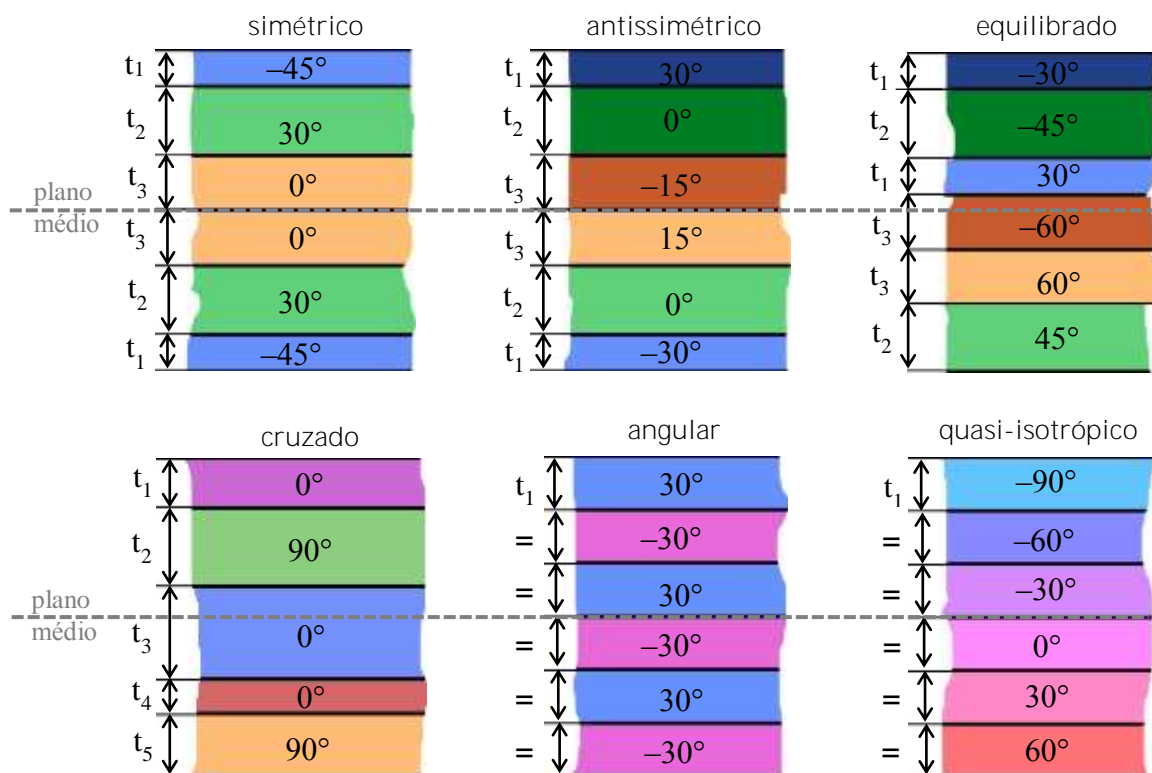 simétrico
t1
–45°
t2
30°
t3
0°
plano
médio
t3
0°
t2
30°
t1
–45°
antissimétrico
t1
30°
t2
0°
t3
–15°
t3
15°
t2
0°
t1
–30°
equilibrado
t1
–30°
t2
–45°
t1
30°
t3
–60°
t3
60°
t2
45°
cruzado
t1
0°
t2
90°
plano
médio
t3
0°
t4
0°
t5
90°
angular
t1
30°
=
–30°
=
30°
=
–30°
=
30°
=
–30°
quasi-isotrópico
t1
–90°
=
–60°
=
–30°
=
0°
=
30°
=
60°